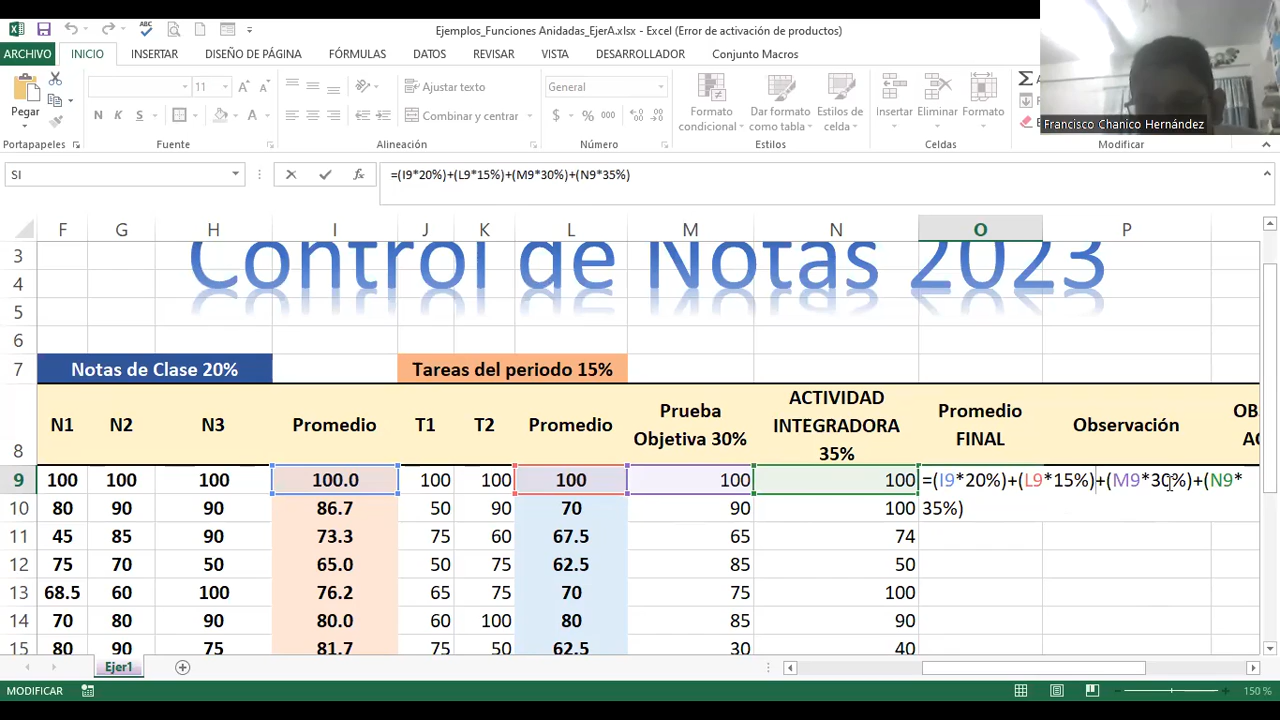 Ejemplos_Funciones Anidadas_EjerA.xlsx - Excel (Error de activación de productos)
ARCHIVO INICIO INSERTAR DISEÑO DE PÁGINA FÓRMULAS DATOS REVISAR VISTA DESARROLLADOR Conjunto Macros
Francisco Chanico Hernández
11 Ajustar texto General
Pegar N K S Combinar y centrar $ % 000 Formato condicional Dar formato como tabla Estilos de celda Insertar Eliminar Formato
Portapapeles Fuente Alineación Número Estilos Celdas Modificar
SI =(I9*20%)+(L9*15%)+(M9*30%)+(N9*35%)
F G H I J K L M N O P
3
Control de Notas 2023
4
5
6
7 Notas de Clase 20% Tareas del periodo 15%
8 N1 N2 N3 Promedio T1 T2 Promedio Prueba Objetiva 30% ACTIVIDAD INTEGRADORA 35% Promedio FINAL Observación
9 100 100 100 100.0 100 100 100 100 100 =(I9*20%)+(L9*15%)+(M9*30%)+(N9*
10 80 90 90 86.7 50 90 70 90 100 35%)
11 45 85 90 73.3 75 60 67.5 65 74
12 75 70 50 65.0 50 75 62.5 85 50
13 68.5 60 100 76.2 65 75 70 75 100
14 70 80 90 80.0 60 100 80 85 90
15 80 90 75 81.7 75 50 62.5 30 40
Ejer1
MODIFICAR 150 %